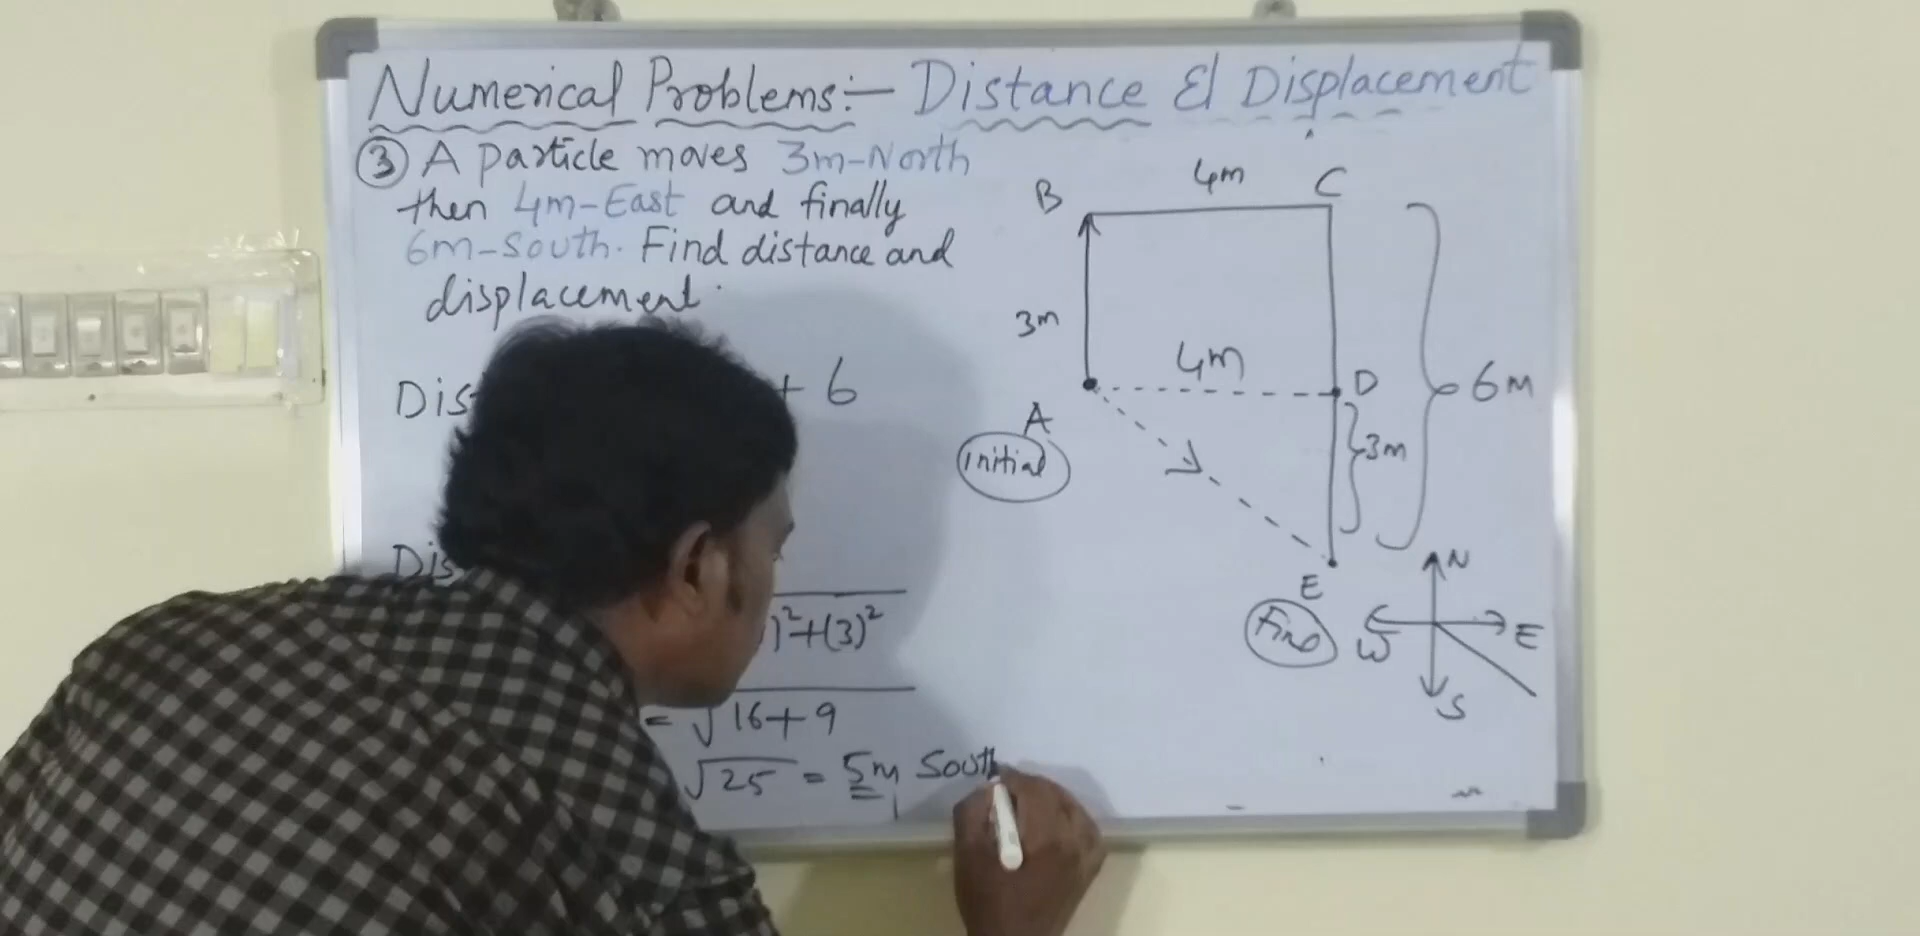 Numerical Problems:- Distance & Displacement
③ A particle moves 3m-North
then 4m-East and finally
6m-South. Find distance and
displacement.
4m
B
C
3m
4m
D
6m
A
3m
Initial
E
N
W
E
S
Dis
+ 6
Dis
)²+(3)²
= √16+9
√25 = 5m, South